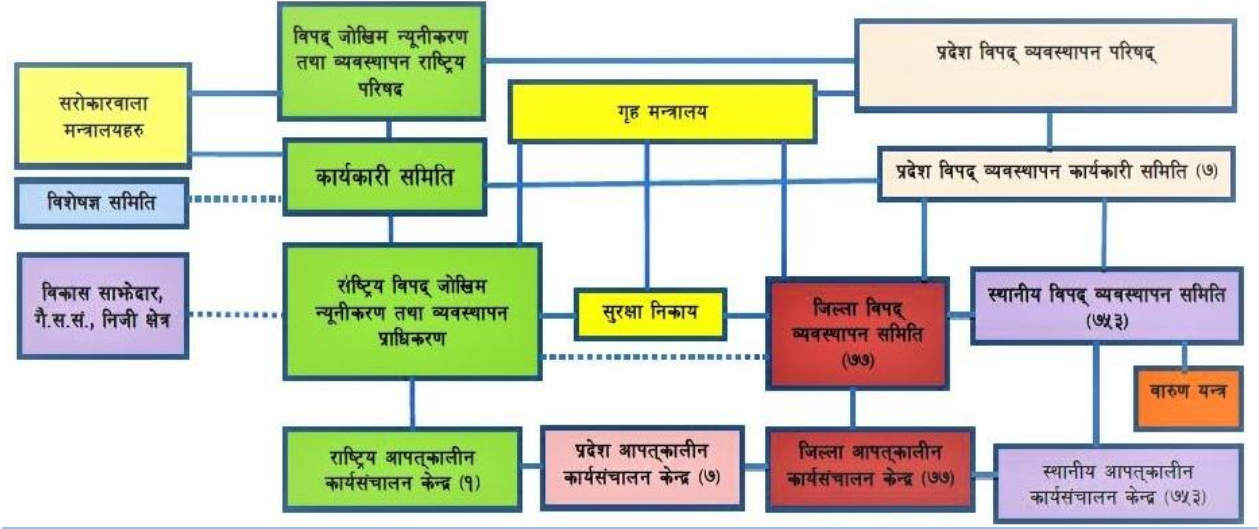 विपद् जोखिम न्यूनीकरण
तथा व्यवस्थापन राष्ट्रिय
परिषद
प्रदेश विपद् व्यवस्थापन परिषद्
सरोकारवाला
मन्त्रालयहरु
गृह मन्त्रालय
कार्यकारी समिति
प्रदेश विपद् व्यवस्थापन कार्यकारी समिति (७)
विशेषज्ञ समिति
विकास साझेदार,
गै.स.सं., निजी क्षेत्र
राष्ट्रिय विपद् जोखिम
न्यूनीकरण तथा व्यवस्थापन
प्राधिकरण
सुरक्षा निकाय
जिल्ला विपद्
व्यवस्थापन समिति
(७७)
स्थानीय विपद् व्यवस्थापन समिति
(७५३)
वारुण यन्त्र
राष्ट्रिय आपत्कालीन
कार्यसंचालन केन्द्र (१)
प्रदेश आपत्कालीन
कार्यसंचालन केन्द्र (७)
जिल्ला आपत्कालीन
कार्यसंचालन केन्द्र (७७)
स्थानीय आपत्कालीन
कार्यसंचालन केन्द्र (७५३)